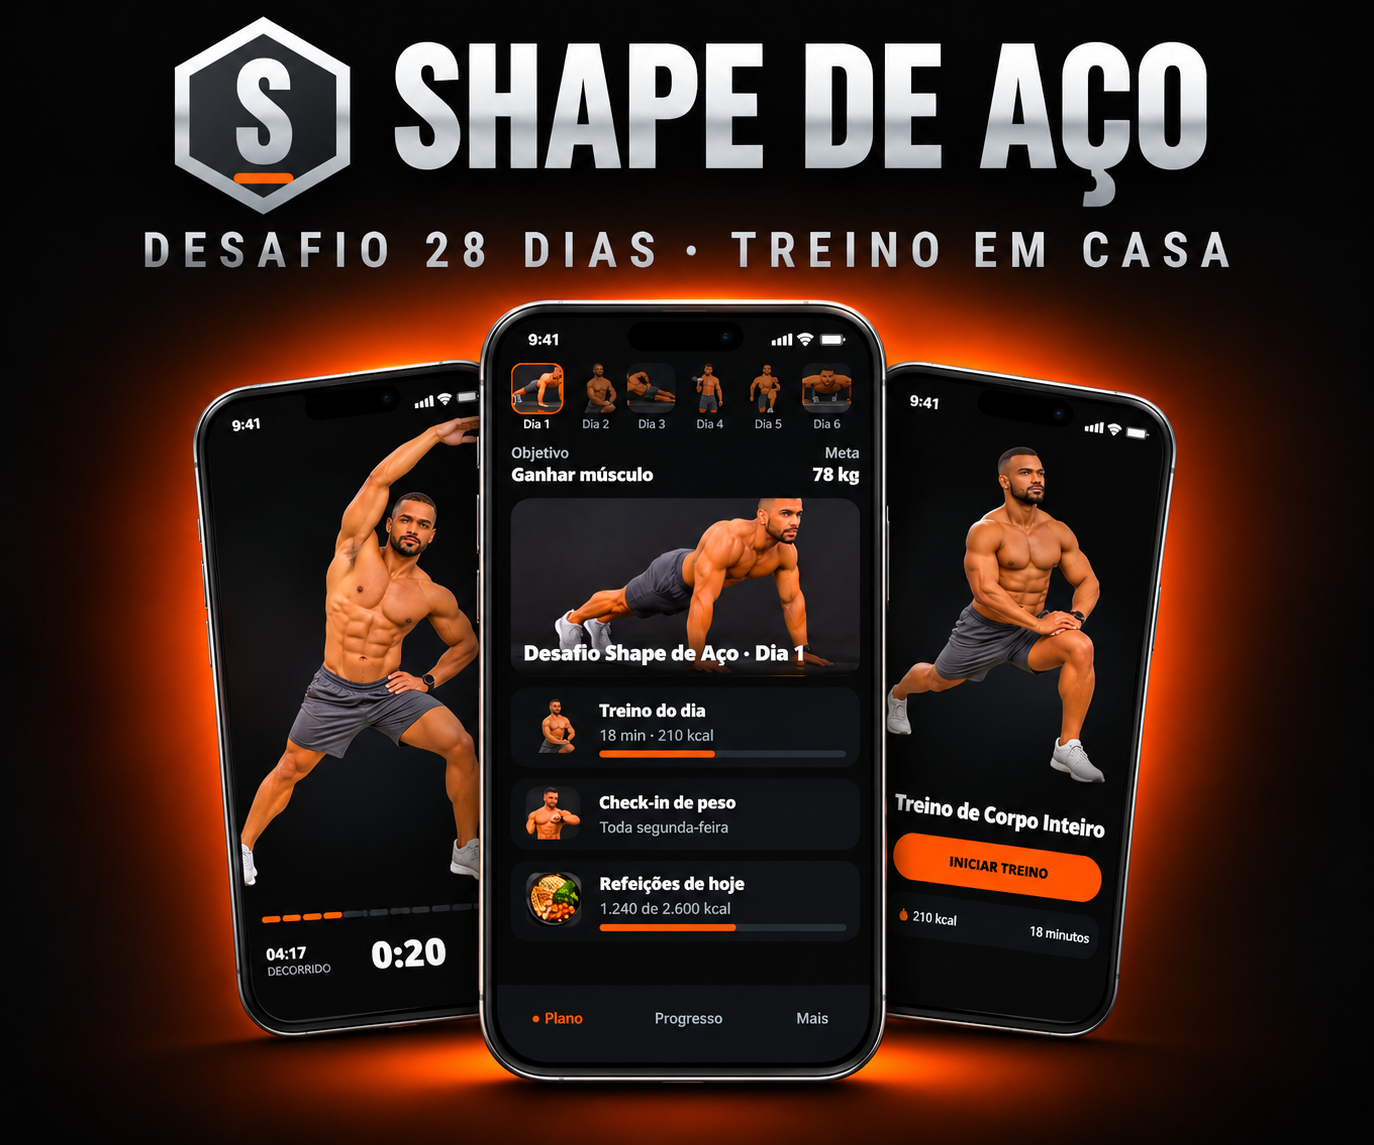 S
SHAPE DE AÇO
DESAFIO 28 DIAS • TREINO EM CASA
9:41
04:17
DECORRIDO
0:20
9:41
Dia 1 Dia 2 Dia 3 Dia 4 Dia 5 Dia 6
Objetivo Meta
Ganhar músculo 78 kg
Desafio Shape de Aço · Dia 1
Treino do dia
18 min · 210 kcal
Check-in de peso
Toda segunda-feira
Refeições de hoje
1.240 de 2.600 kcal
• Plano Progresso Mais
9:41
Treino de Corpo Inteiro
INICIAR TREINO
210 kcal 18 minutos